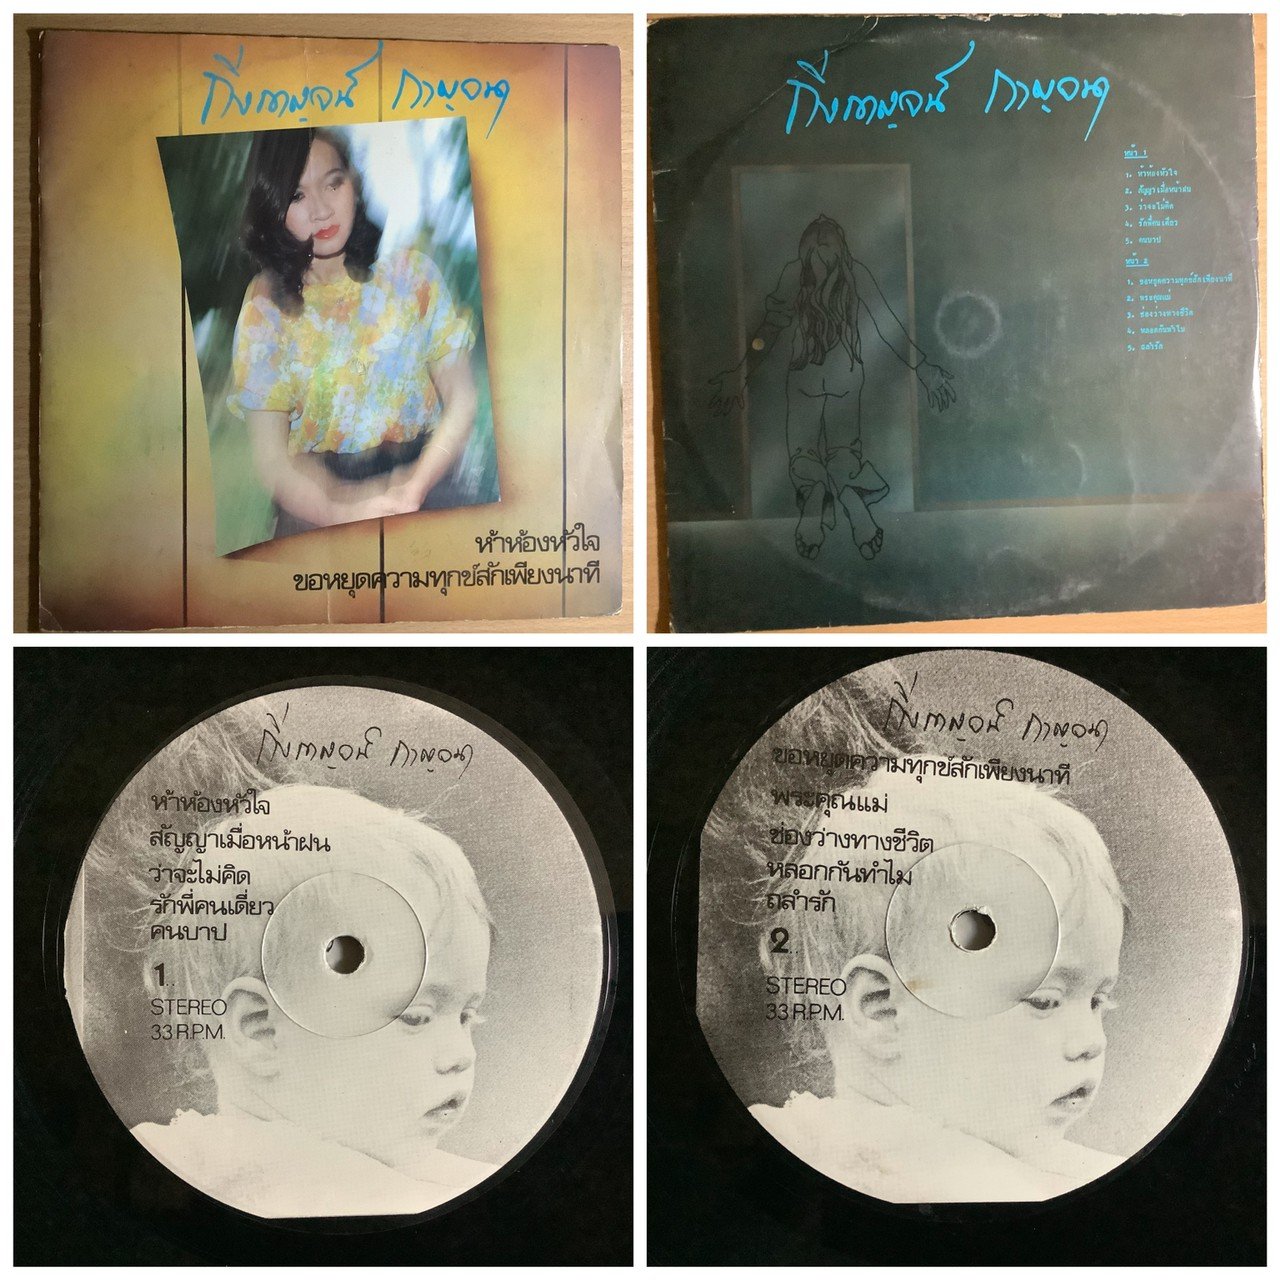 กิ่งกาญจน์ กาญจนา
ห้าห้องหัวใจ
ขอหยุดความทุกข์สักเพียงนาที
กิ่งกาญจน์ กาญจนา
หน้า 1
1. ห้าห้องหัวใจ
2. สัญญาเมื่อหน้าฝน
3. ว่าจะไม่คิด
4. รักพี่คนเดียว
5. คนบาป
หน้า 2
1. ขอหยุดความทุกข์สักเพียงนาที
2. พระคุณแม่
3. ช่องว่างทางชีวิต
4. หลอกกันทำไม
5. ถลำรัก
กิ่งกาญจน์ กาญจนา
ห้าห้องหัวใจ
สัญญาเมื่อหน้าฝน
ว่าจะไม่คิด
รักพี่คนเดี่ยว
คนบาป
1..
STEREO
33 R.P.M.
กิ่งกาญจน์ กาญจนา
ขอหยุดความทุกข์สักเพียงนาที
พระคุณแม่
ช่องว่างทางชีวิต
หลอกกันทำไม
ถลำรัก
2..
STEREO
33 R.P.M.